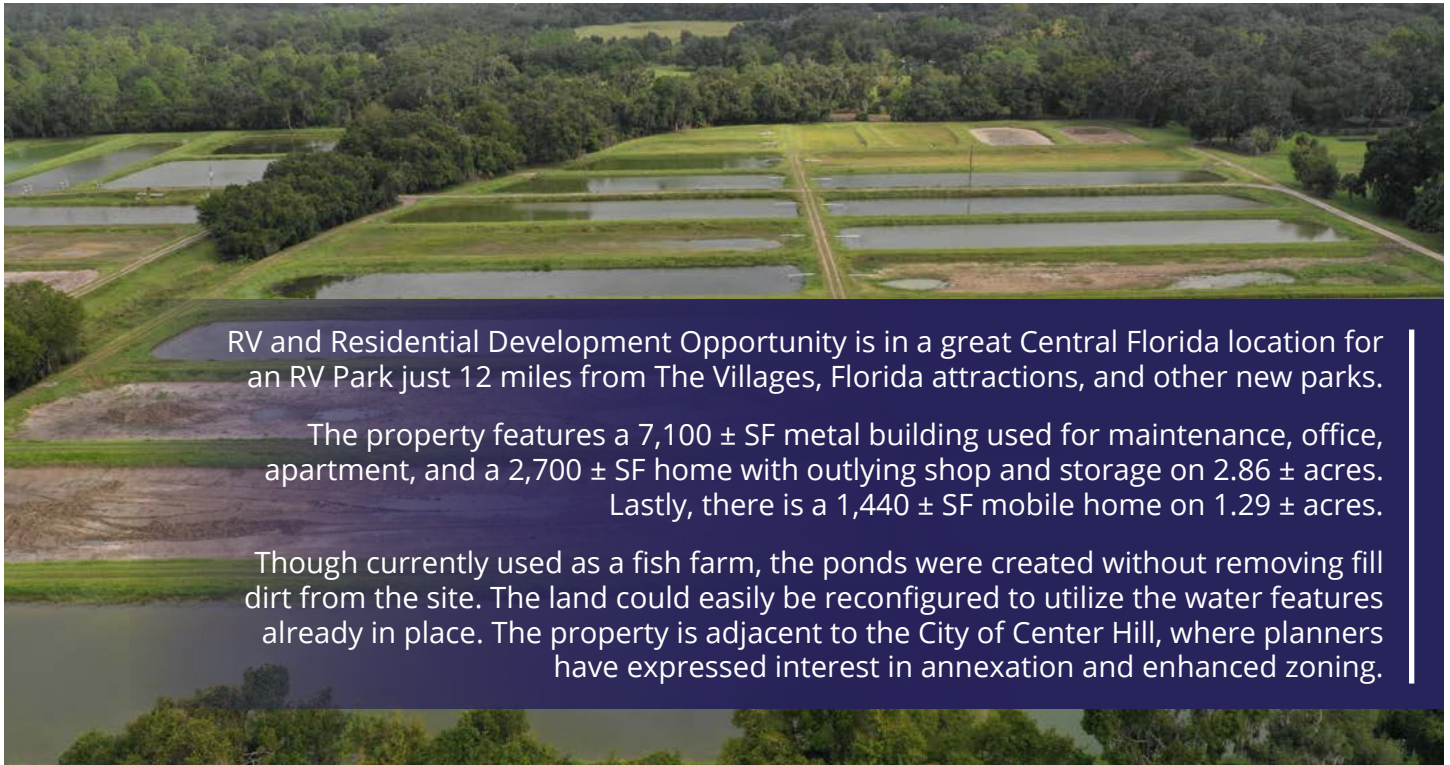 RV and Residential Development Opportunity is in a great Central Florida location for
an RV Park just 12 miles from The Villages, Florida attractions, and other new parks.
The property features a 7,100 ± SF metal building used for maintenance, office,
apartment, and a 2,700 ± SF home with outlying shop and storage on 2.86 ± acres.
Lastly, there is a 1,440 ± SF mobile home on 1.29 ± acres.
Though currently used as a fish farm, the ponds were created without removing fill
dirt from the site. The land could easily be reconfigured to utilize the water features
already in place. The property is adjacent to the City of Center Hill, where planners
have expressed interest in annexation and enhanced zoning.